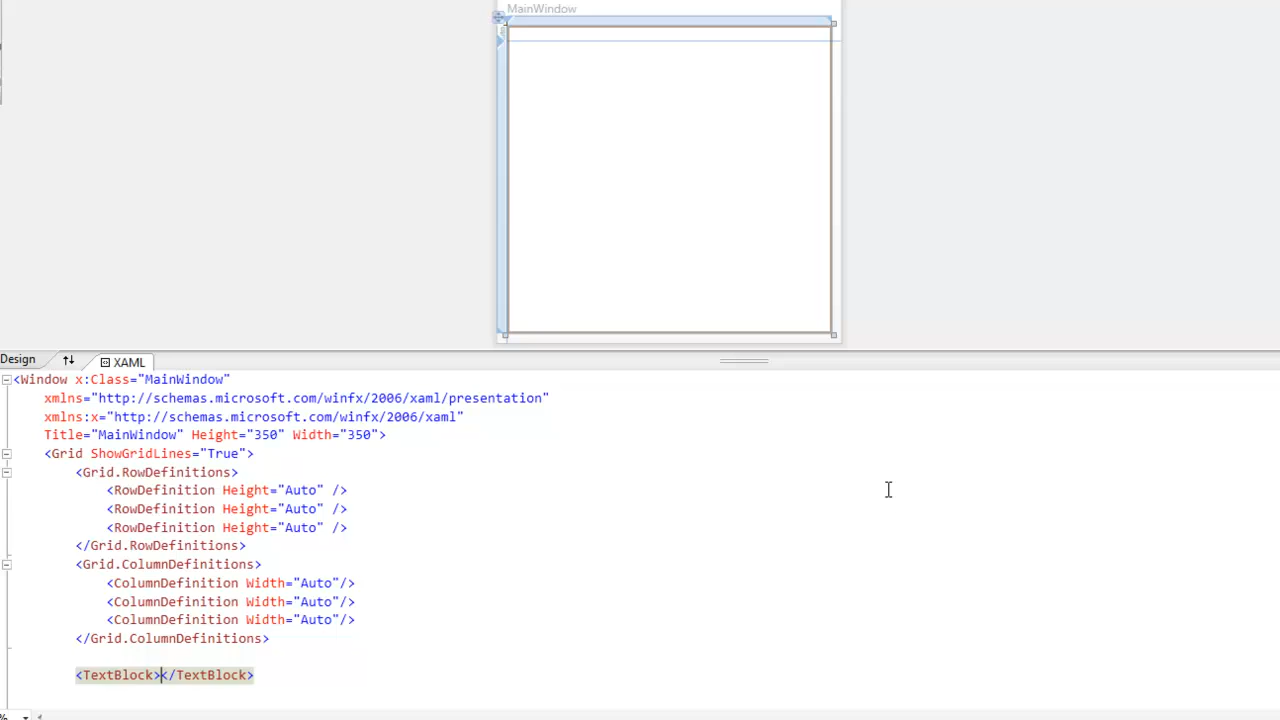 MainWindow
Design
XAML
<Window x:Class="MainWindow"
xmlns="http://schemas.microsoft.com/winfx/2006/xaml/presentation"
xmlns:x="http://schemas.microsoft.com/winfx/2006/xaml"
Title="MainWindow" Height="350" Width="350">
<Grid ShowGridLines="True">
<Grid.RowDefinitions>
<RowDefinition Height="Auto" />
<RowDefinition Height="Auto" />
<RowDefinition Height="Auto" />
</Grid.RowDefinitions>
<Grid.ColumnDefinitions>
<ColumnDefinition Width="Auto"/>
<ColumnDefinition Width="Auto"/>
<ColumnDefinition Width="Auto"/>
</Grid.ColumnDefinitions>
<TextBlock></TextBlock>
%